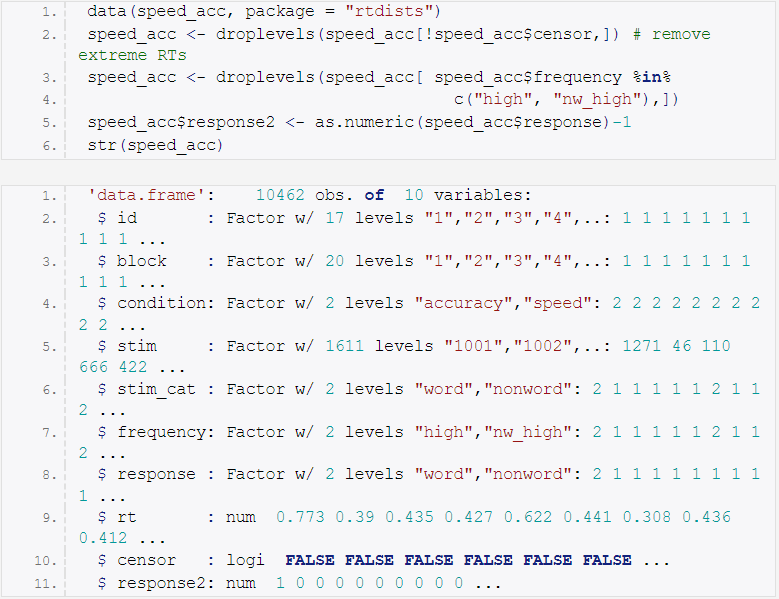 1. data(speed_acc, package = "rtdists")
2. speed_acc <- droplevels(speed_acc[!speed_acc$censor,]) # remove
extreme RTs
3. speed_acc <- droplevels(speed_acc[ speed_acc$frequency %in%
4. c("high", "nw_high"),])
5. speed_acc$response2 <- as.numeric(speed_acc$response)-1
6. str(speed_acc)
1. 'data.frame': 10462 obs. of 10 variables:
2. $ id : Factor w/ 17 levels "1","2","3","4",..: 1 1 1 1 1 1 1
1 1 1 ...
3. $ block : Factor w/ 20 levels "1","2","3","4",..: 1 1 1 1 1 1 1
1 1 1 ...
4. $ condition: Factor w/ 2 levels "accuracy","speed": 2 2 2 2 2 2 2 2
2 2 ...
5. $ stim : Factor w/ 1611 levels "1001","1002",..: 1271 46 110
666 422 ...
6. $ stim_cat : Factor w/ 2 levels "word","nonword": 2 1 1 1 1 1 2 1 1
2 ...
7. $ frequency: Factor w/ 2 levels "high","nw_high": 2 1 1 1 1 1 2 1 1
2 ...
8. $ response : Factor w/ 2 levels "word","nonword": 2 1 1 1 1 1 1 1 1
1 ...
9. $ rt : num 0.773 0.39 0.435 0.427 0.622 0.441 0.308 0.436
0.412 ...
10. $ censor : logi FALSE FALSE FALSE FALSE FALSE FALSE ...
11. $ response2: num 1 0 0 0 0 0 0 0 0 0 ...